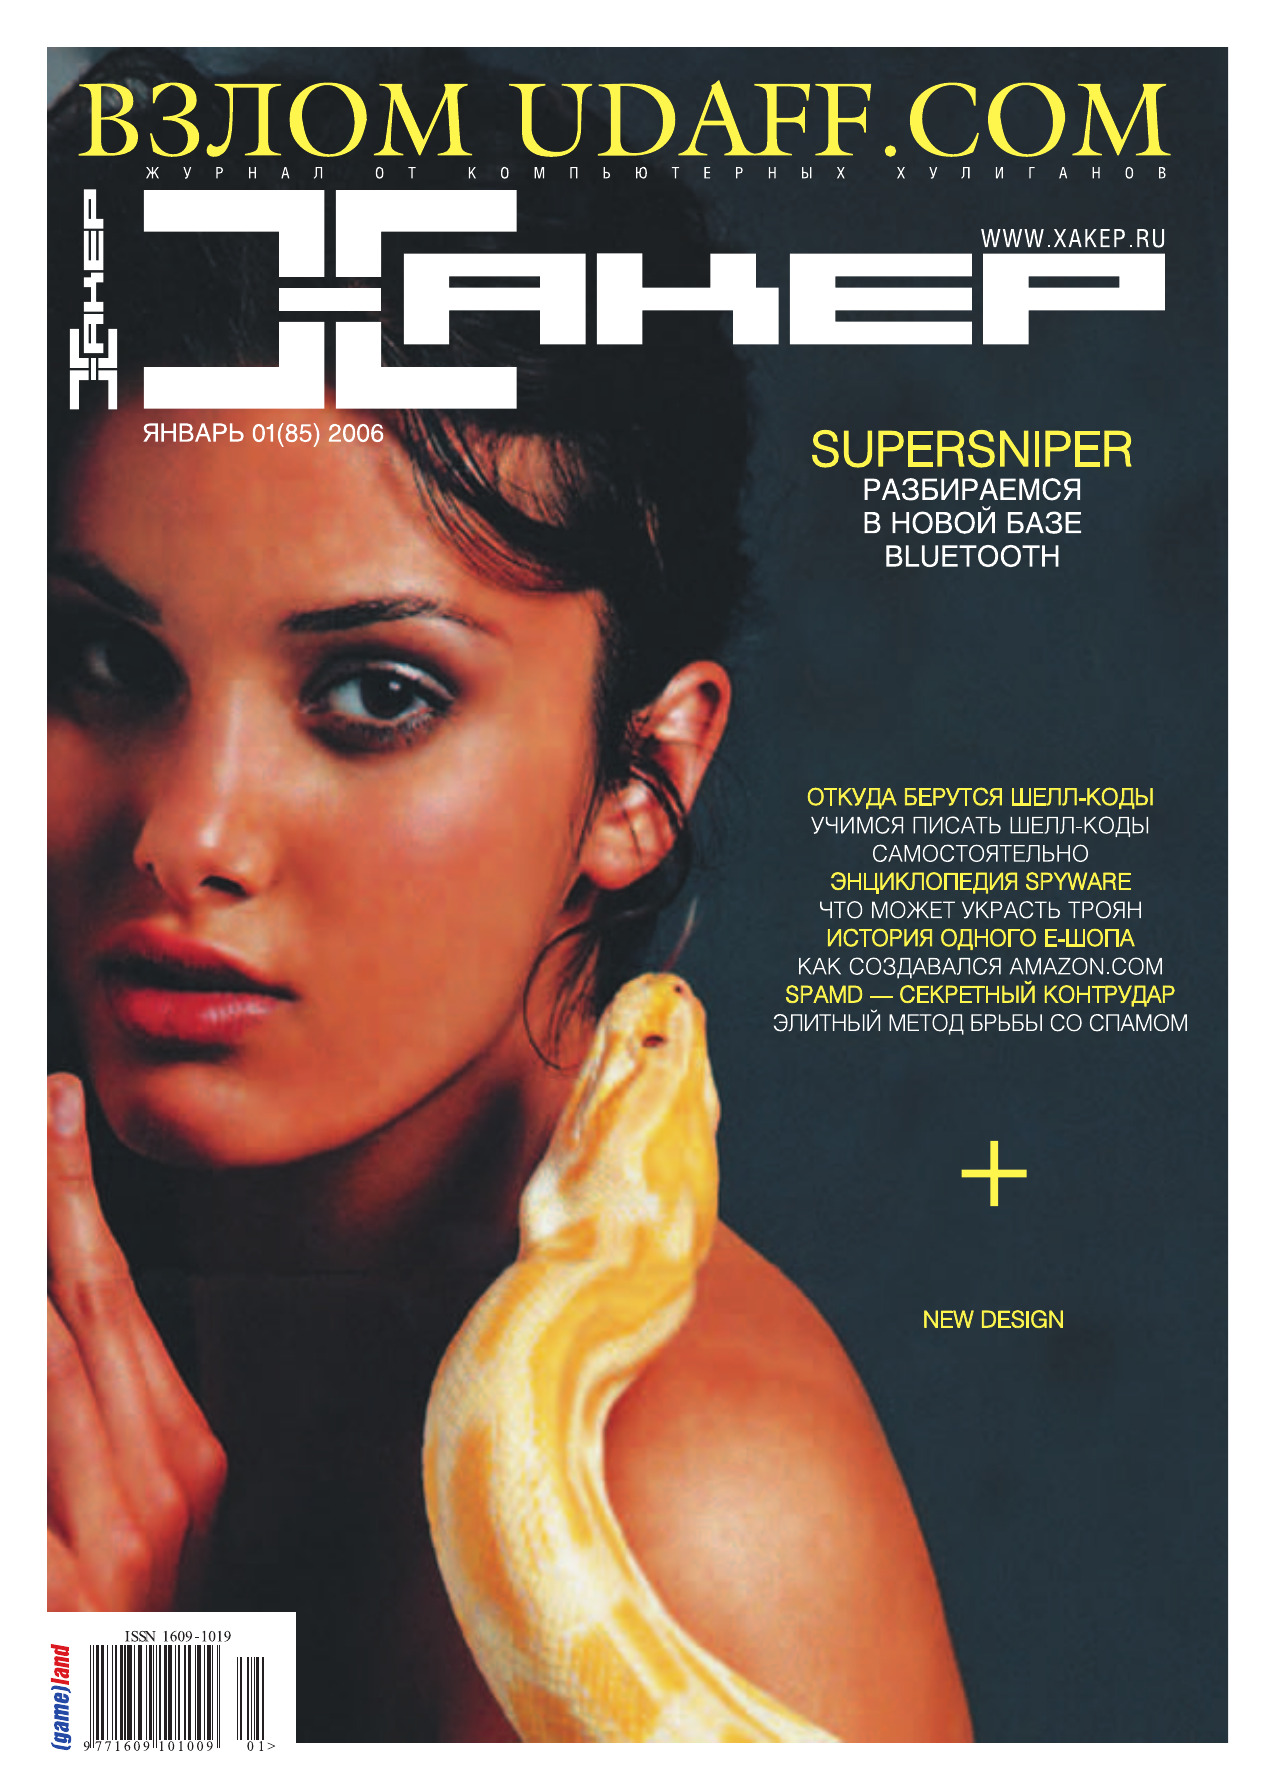 ВЗЛОМ UDAFF.COM
ЖУРНАЛ ОТ КОМПЬЮТЕРНЫХ ХУЛИГАНОВ
ХАКЕР
WWW.XAKEP.RU
ХАКЕР
ЯНВАРЬ 01(85) 2006
SUPERSNIPER
РАЗБИРАЕМСЯ
В НОВОЙ БАЗЕ
BLUETOOTH
ОТКУДА БЕРУТСЯ ШЕЛЛ-КОДЫ
УЧИМСЯ ПИСАТЬ ШЕЛЛ-КОДЫ
САМОСТОЯТЕЛЬНО
ЭНЦИКЛОПЕДИЯ SPYWARE
ЧТО МОЖЕТ УКРАСТЬ ТРОЯН
ИСТОРИЯ ОДНОГО Е-ШОПА
КАК СОЗДАВАЛСЯ AMAZON.COM
SPAMD — СЕКРЕТНЫЙ КОНТРУДАР
ЭЛИТНЫЙ МЕТОД БРЬБЫ СО СПАМОМ
+
NEW DESIGN
(game)land
ISSN 1609-1019
9 771609 101009
01>